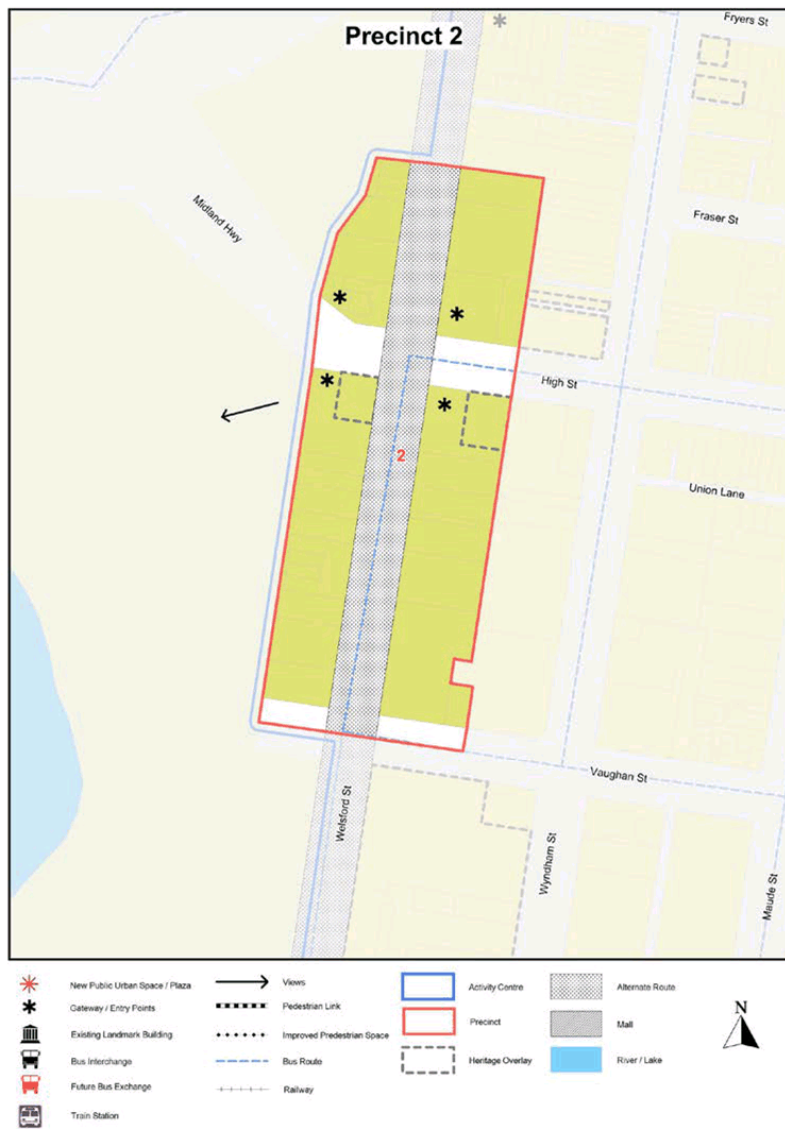 Precinct 2
Fryers St
Midland Hwy
Fraser St
High St
2
Union Lane
Vaughan St
Welsford St
Wyndham St
Maude St
New Public Urban Space / Plaza
Gateway / Entry Points
Existing Landmark Building
Bus Interchange
Future Bus Exchange
Train Station
Views
Pedestrian Link
Improved Predestrian Space
Bus Route
Railway
Activity Centre
Precinct
Heritage Overlay
Alternate Route
Mall
River / Lake
N